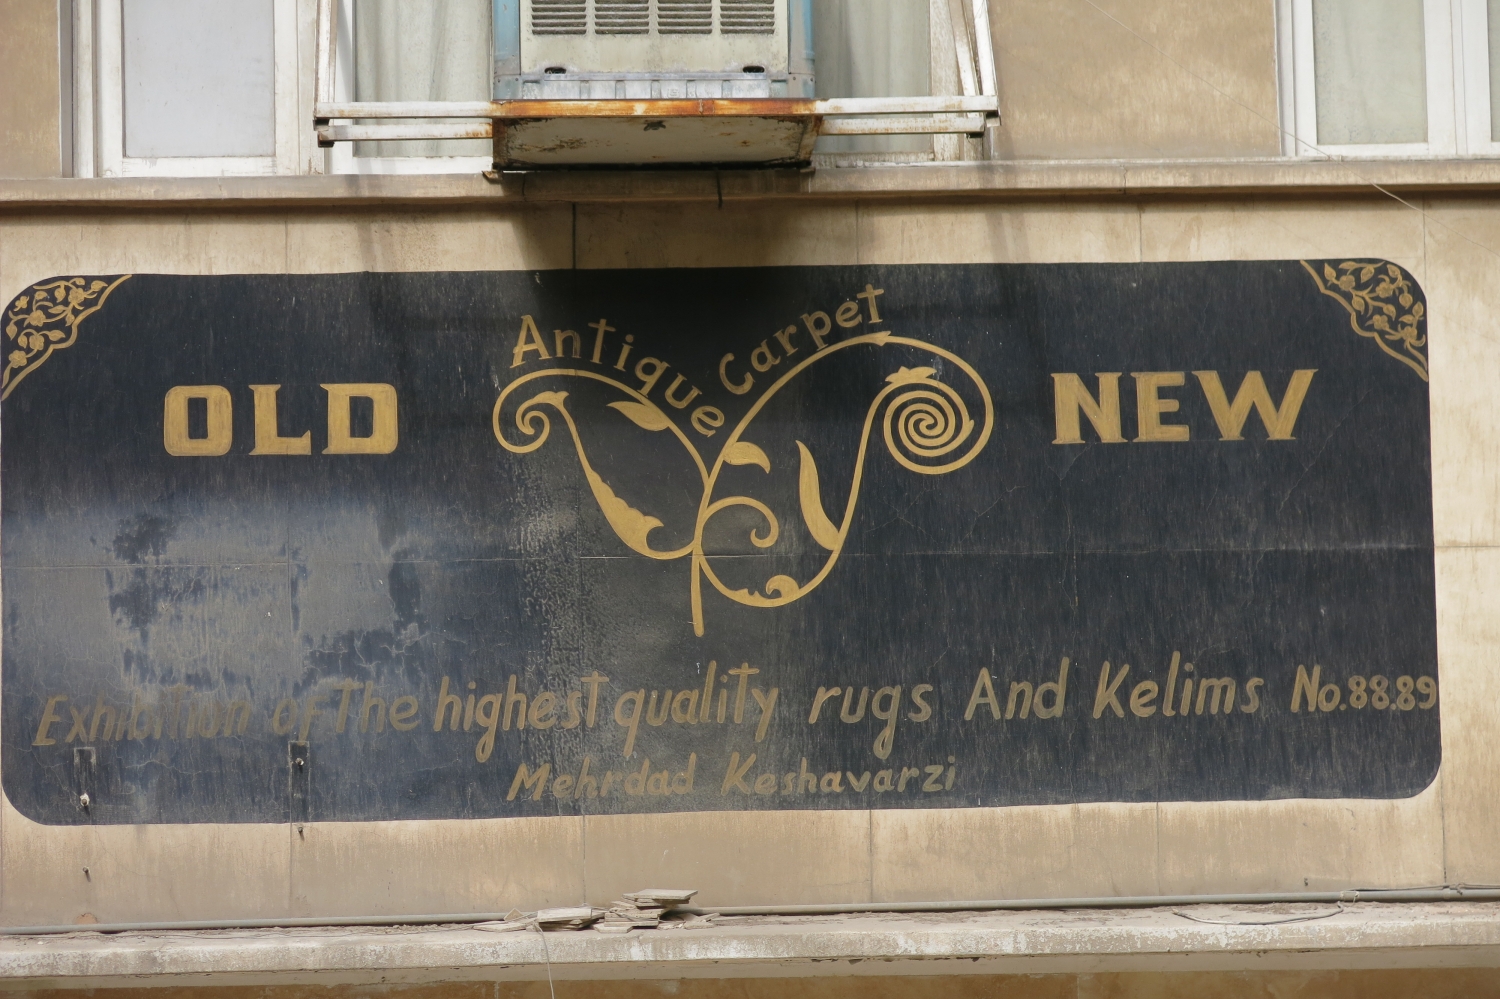 Antique Carpet
OLD NEW
Exhibition of The highest quality rugs And Kelims No.88.89
Mehrdad Keshavarzi